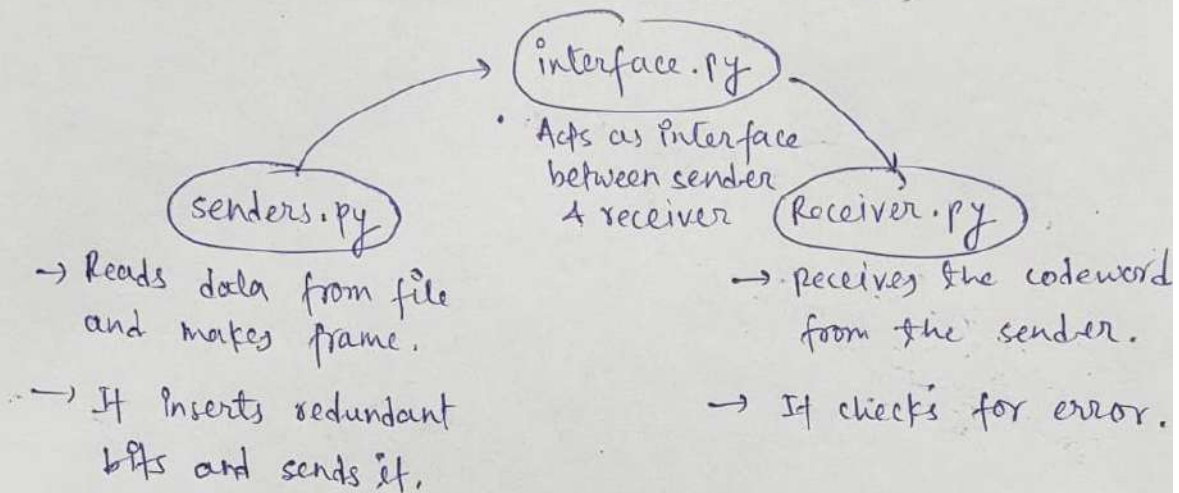 interface.py
Acts as interface
between sender
& receiver
senders.py
→ Reads data from file
and makes frame.
→ It inserts redundant
bits and sends it.
Receiver.py
→ Receives the codeword
from the sender.
→ It checks for error.